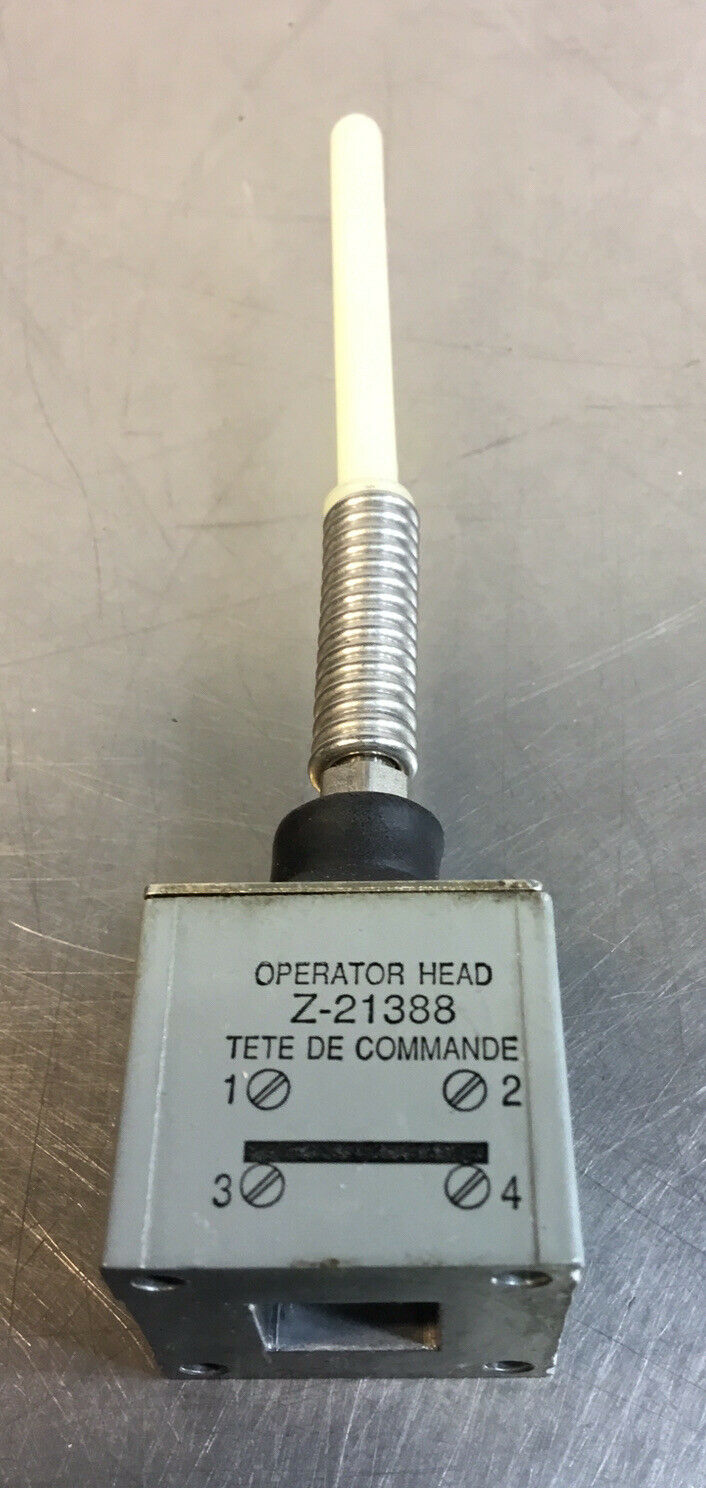 OPERATOR HEAD
Z-21388
TETE DE COMMANDE
1 2
3 4